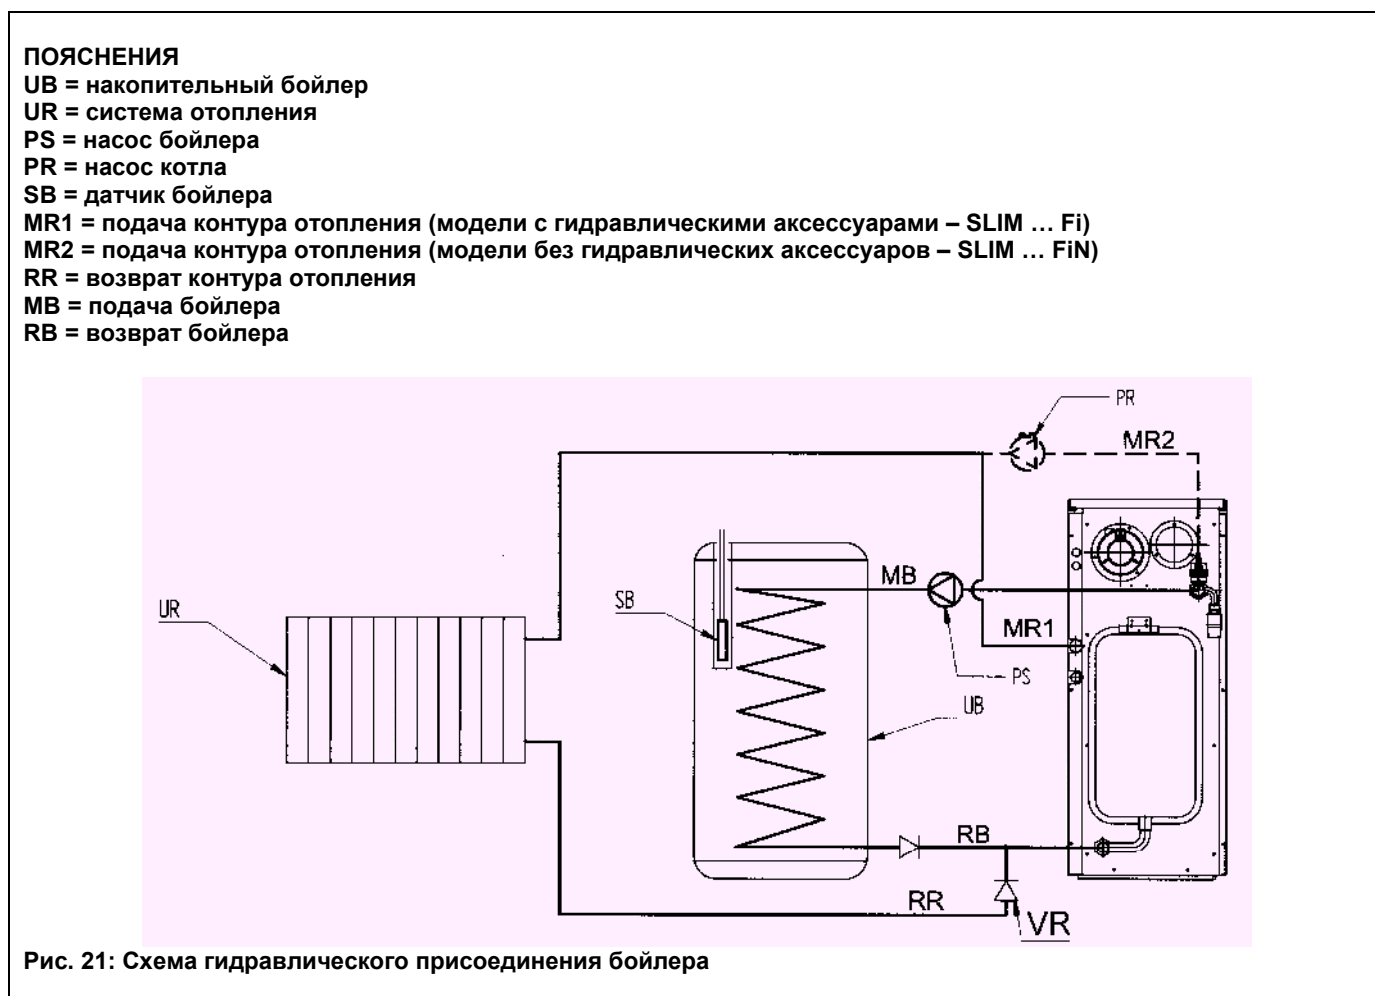 ПОЯСНЕНИЯ
UB = накопительный бойлер
UR = система отопления
PS = насос бойлера
PR = насос котла
SB = датчик бойлера
MR1 = подача контура отопления (модели с гидравлическими аксессуарами – SLIM … Fi)
MR2 = подача контура отопления (модели без гидравлических аксессуаров – SLIM … FiN)
RR = возврат контура отопления
MB = подача бойлера
RB = возврат бойлера
PR
MR2
MB
SB
UR
MR1
PS
UB
RB
RR
VR
Рис. 21: Схема гидравлического присоединения бойлера